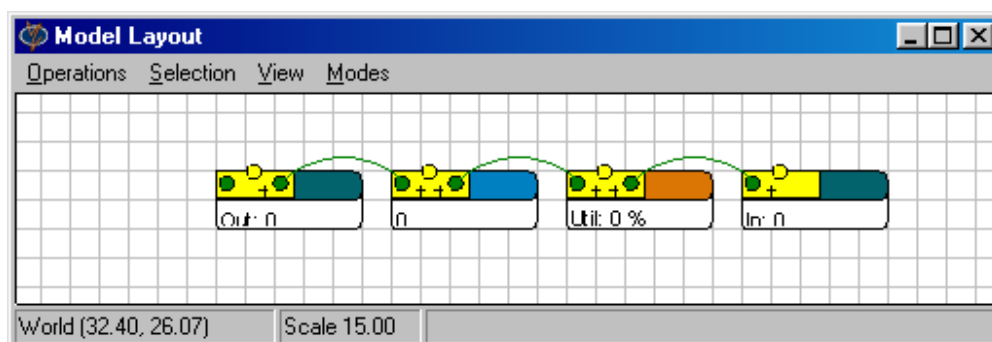 Model Layout
Operations Selection View Modes
Out: 0
0
Util: 0 %
In: 0
World (32.40, 26.07)
Scale 15.00